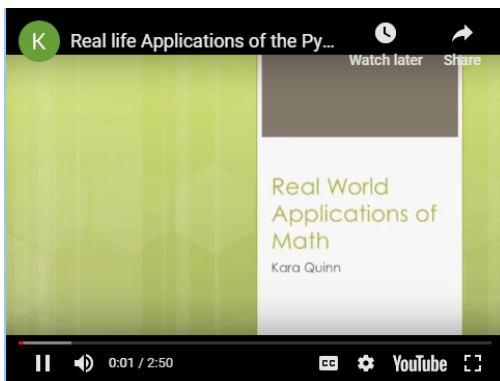 K Real life Applications of the Py...
Watch later Share
Real World
Applications of
Math
Kara Quinn
0:01 / 2:50 CC YouTube